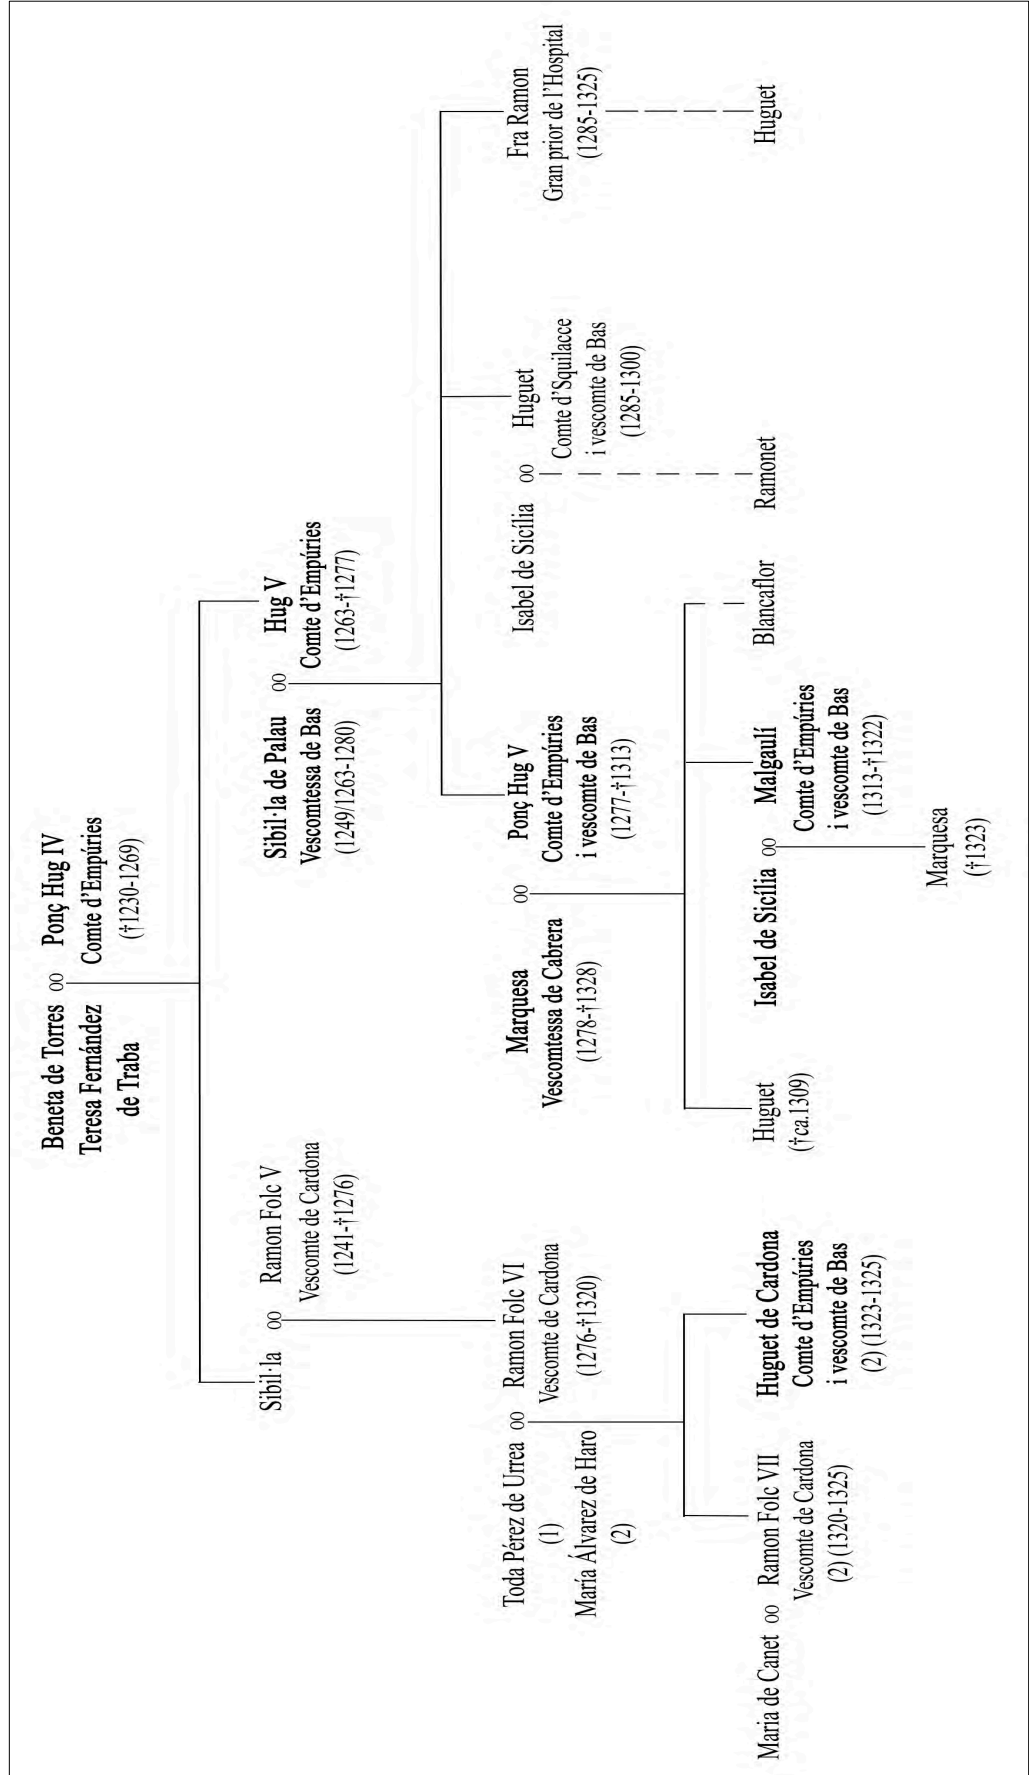 Beneta de Torres oo Ponç Hug IV
Teresa Fernández Comte d'Empúries
de Traba (†1230-1269)
Sibil·la oo Ramon Folc V
Vescomte de Cardona
(1241-†1276)
Sibil·la de Palau oo Hug V
Vescomtessa de Bas Comte d'Empúries
(1249/1263-1280) (1263-†1277)
Toda Pérez de Urrea oo Ramon Folc VI
(1) Vescomte de Cardona
María Álvarez de Haro (1276-†1320)
(2)
Marquesa oo Ponç Hug V
Vescomtessa de Cabrera Comte d'Empúries
(1278-†1328) i vescomte de Bas
(1277-†1313)
Isabel de Sicília oo Huguet
Comte d'Squilacce
i vescomte de Bas
(1285-1300)
Fra Ramon
Gran prior de l'Hospital
(1285-1325)
Maria de Canet oo Ramon Folc VII
Vescomte de Cardona
(2) (1320-1325)
Huguet de Cardona
Comte d'Empúries
i vescomte de Bas
(2) (1323-1325)
Huguet
(†ca.1309)
Isabel de Sicília oo Malgaulí
Comte d'Empúries
i vescomte de Bas
(1313-†1322)
Blancaflor
Ramonet
Huguet
Marquesa
(†1323)